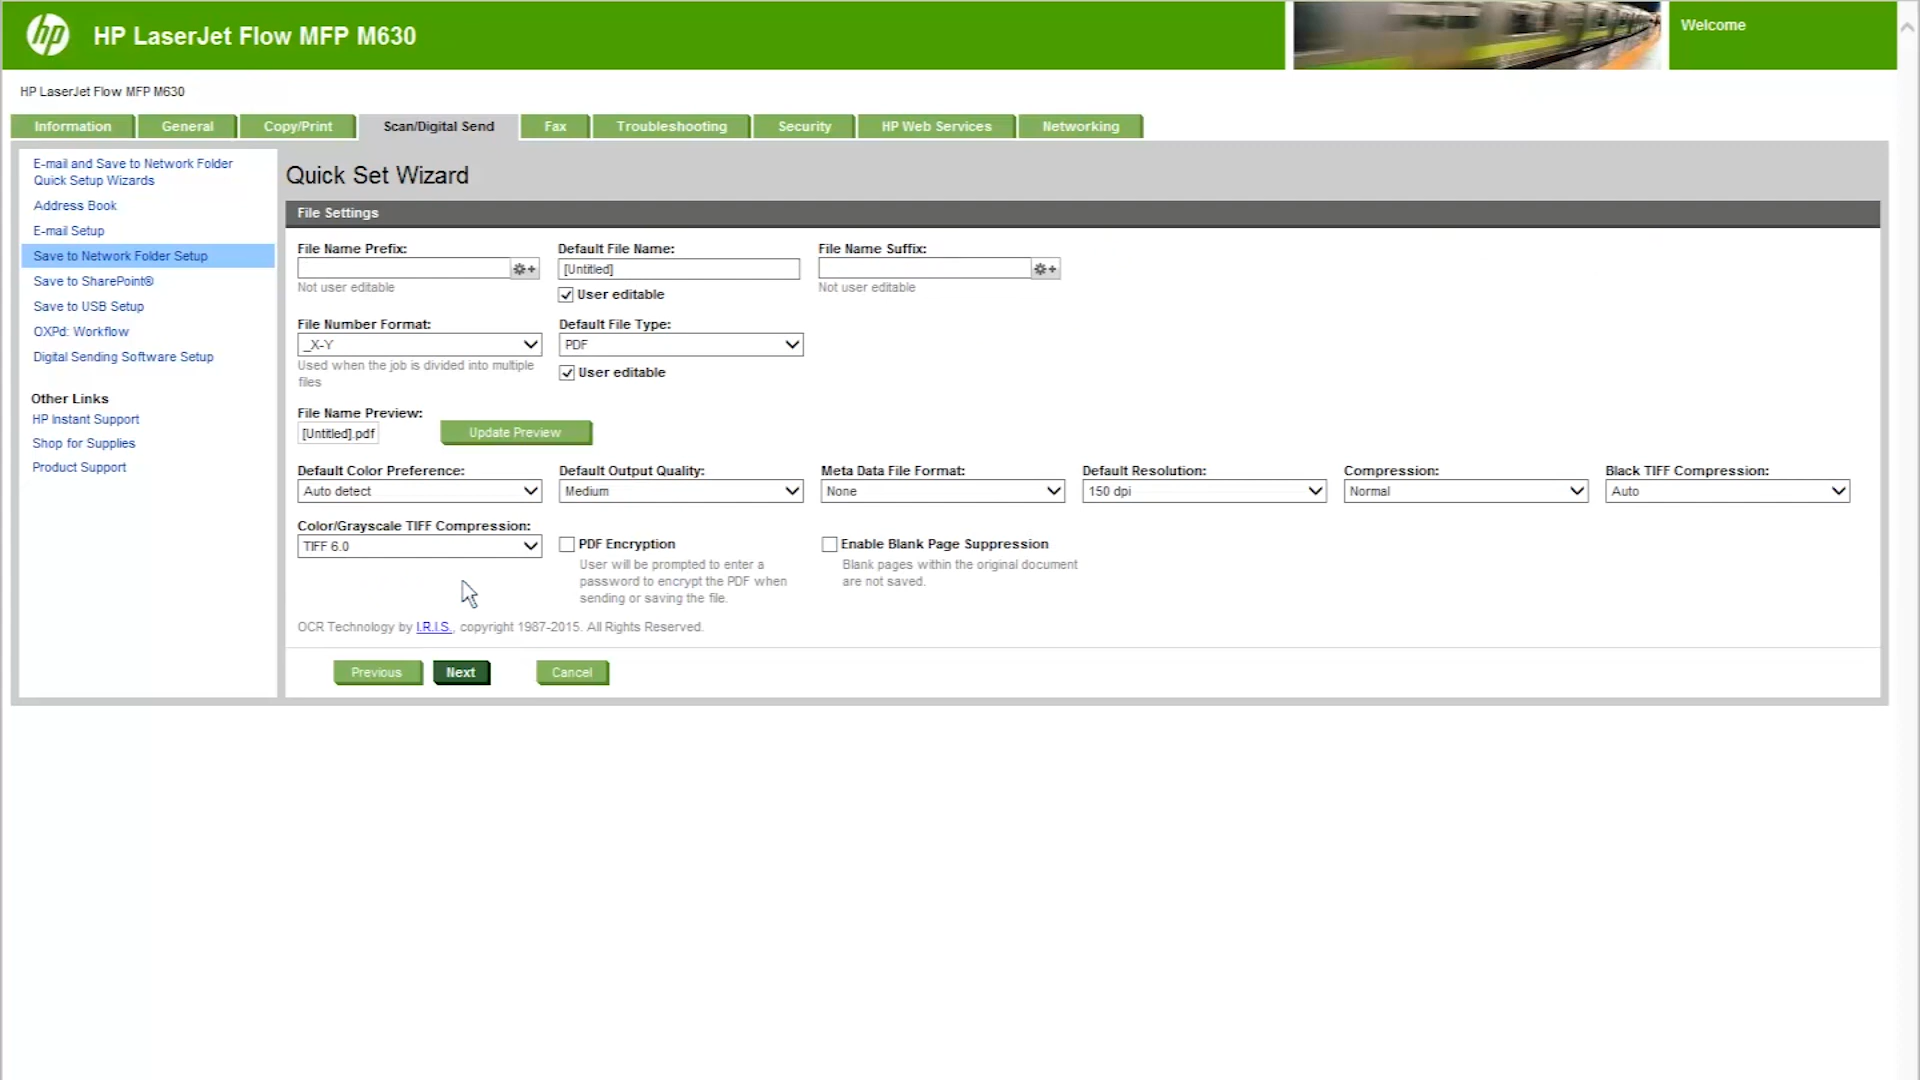 hp HP LaserJet Flow MFP M630
Welcome
HP LaserJet Flow MFP M630
Information General Copy/Print Scan/Digital Send Fax Troubleshooting Security HP Web Services Networking
E-mail and Save to Network Folder
Quick Setup Wizards
Address Book
E-mail Setup
Save to Network Folder Setup
Save to SharePoint®
Save to USB Setup
OXPd: Workflow
Digital Sending Software Setup
Other Links
HP Instant Support
Shop for Supplies
Product Support
Quick Set Wizard
File Settings
File Name Prefix: Default File Name: File Name Suffix:
[Untitled]
Not user editable User editable Not user editable
File Number Format: Default File Type:
_X-Y PDF
Used when the job is divided into multiple
files
User editable
File Name Preview:
[Untitled].pdf Update Preview
Default Color Preference: Default Output Quality: Meta Data File Format: Default Resolution: Compression: Black TIFF Compression:
Auto detect Medium None 150 dpi Normal Auto
Color/Grayscale TIFF Compression:
TIFF 6.0
PDF Encryption
User will be prompted to enter a
password to encrypt the PDF when
sending or saving the file.
Enable Blank Page Suppression
Blank pages within the original document
are not saved.
OCR Technology by I.R.I.S., copyright 1987-2015. All Rights Reserved.
Previous Next Cancel